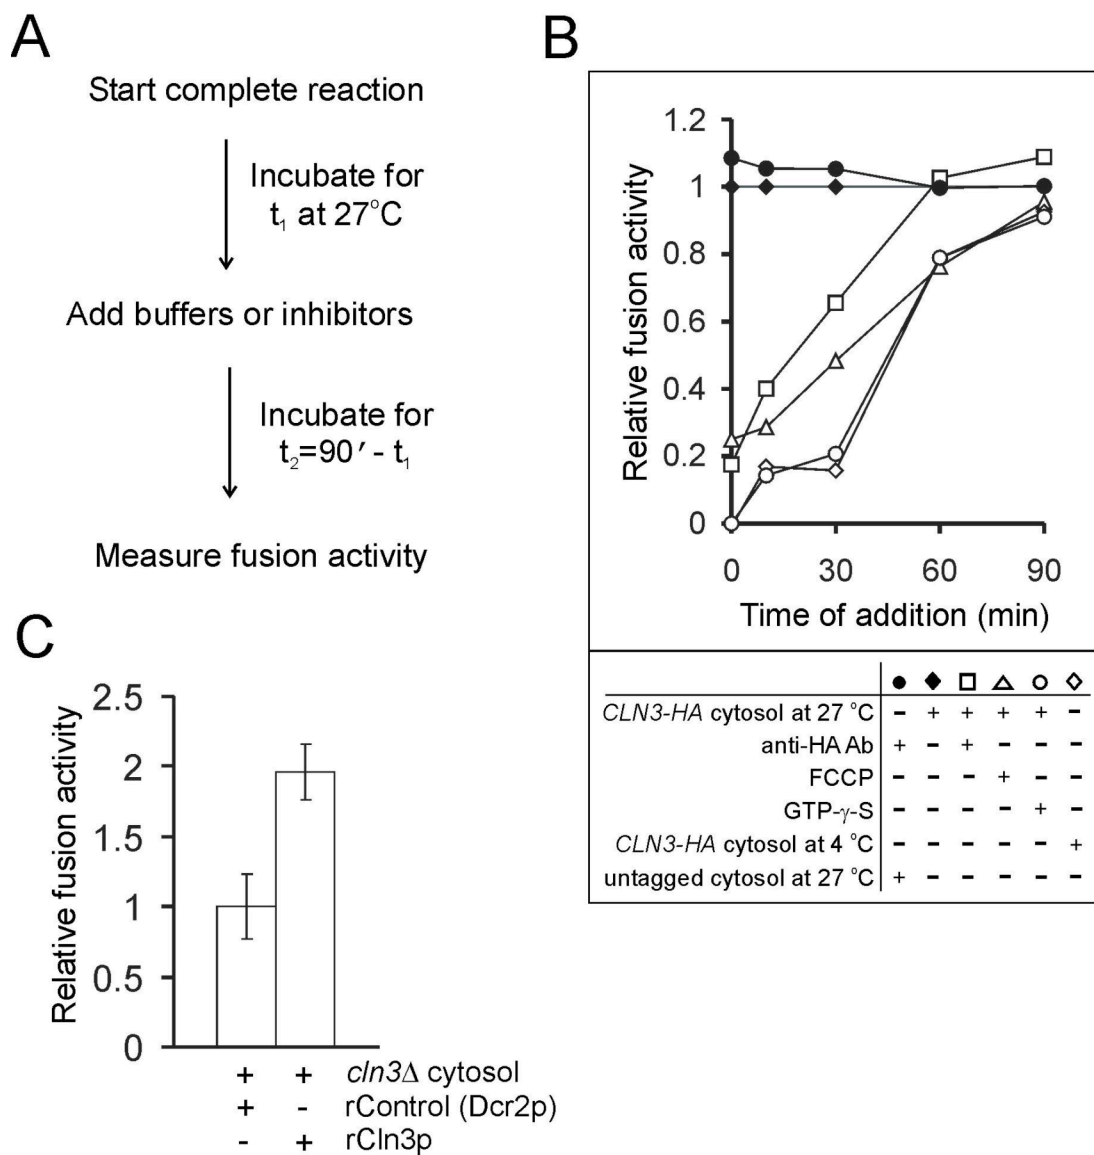 A
Start complete reaction
Incubate for
t₁ at 27°C
Add buffers or inhibitors
Incubate for
t₂=90′ - t₁
Measure fusion activity
B
Relative fusion activity
1.2
1
0.8
0.6
0.4
0.2
0
0 30 60 90
Time of addition (min)
● ◆ □ △ ○ ◇
CLN3-HA cytosol at 27 °C - + + + + -
anti-HA Ab + - + - - -
FCCP - - - + - -
GTP-γ-S - - - - + -
CLN3-HA cytosol at 4 °C - - - - - +
untagged cytosol at 27 °C + - - - - -
C
Relative fusion activity
2.5
2
1.5
1
0.5
0
+ + cln3Δ cytosol
+ - rControl (Dcr2p)
- + rCln3p